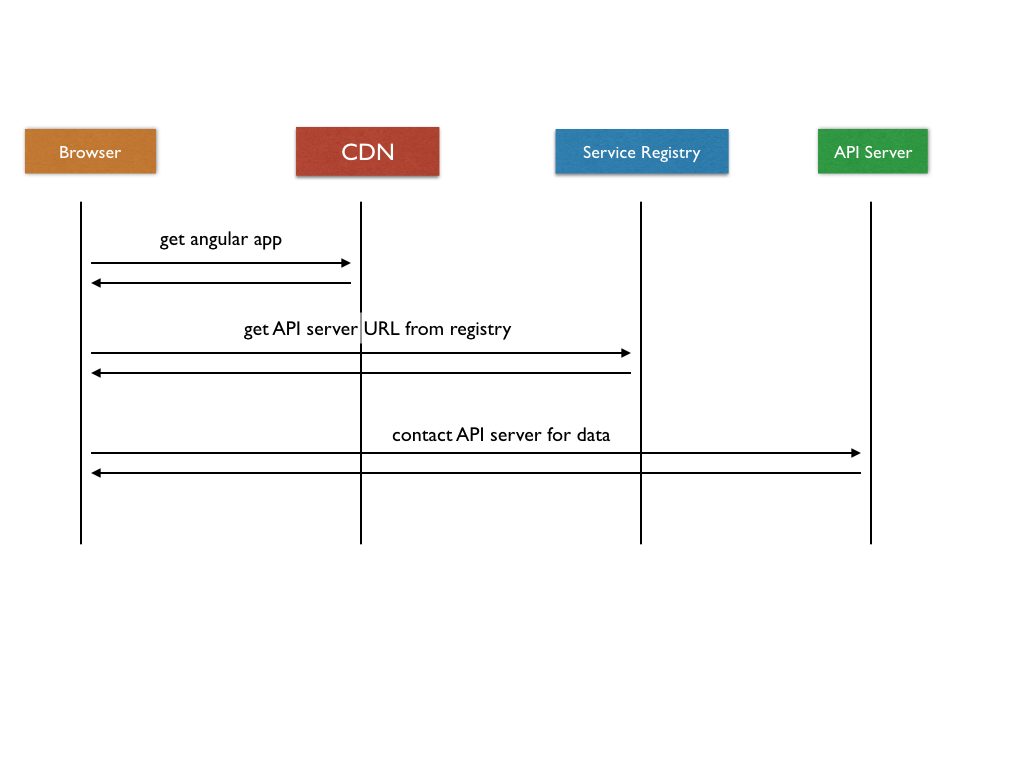 Browser
CDN
Service Registry
API Server
get angular app
get API server URL from registry
contact API server for data